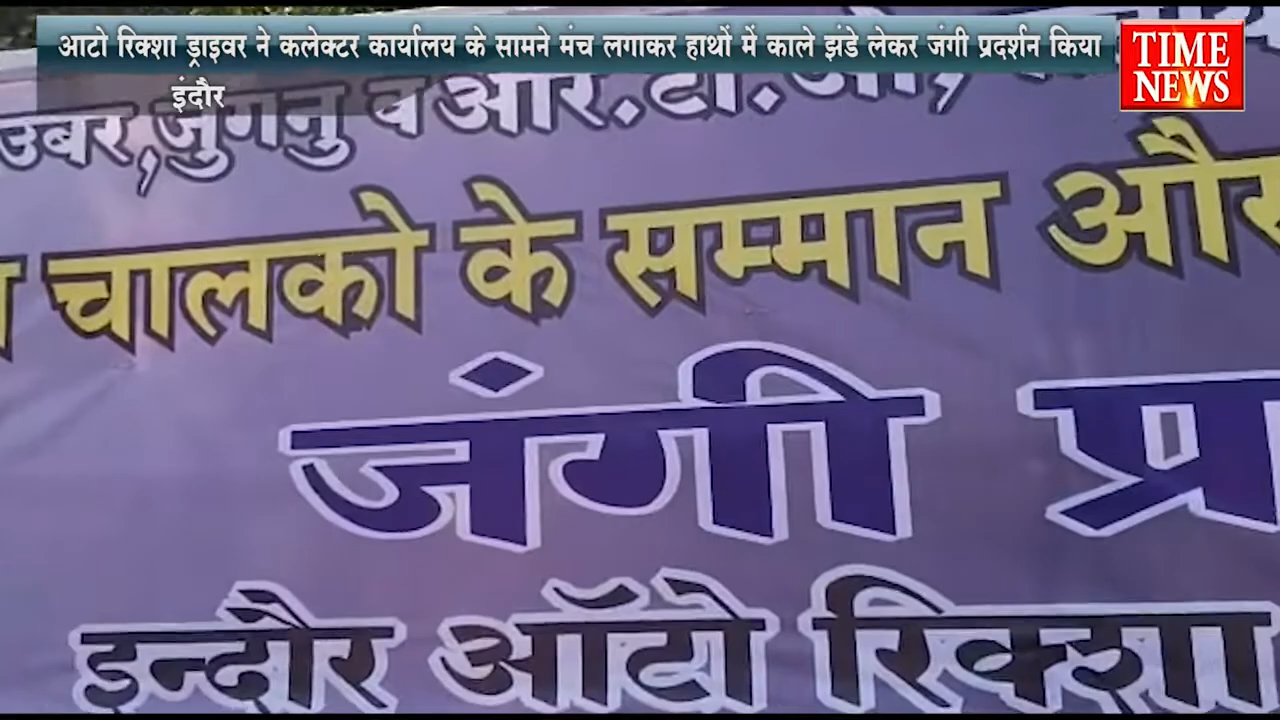 आटो रिक्शा ड्राइवर ने कलेक्टर कार्यालय के सामने मंच लगाकर हाथों में काले झंडे लेकर जंगी प्रदर्शन किया
इंदौर
TIME
NEWS
उबर,जुगनु व आर.टी.ओ,
चालको के सम्मान और
जंगी प्र
इन्दौर ऑटो रिक्शा